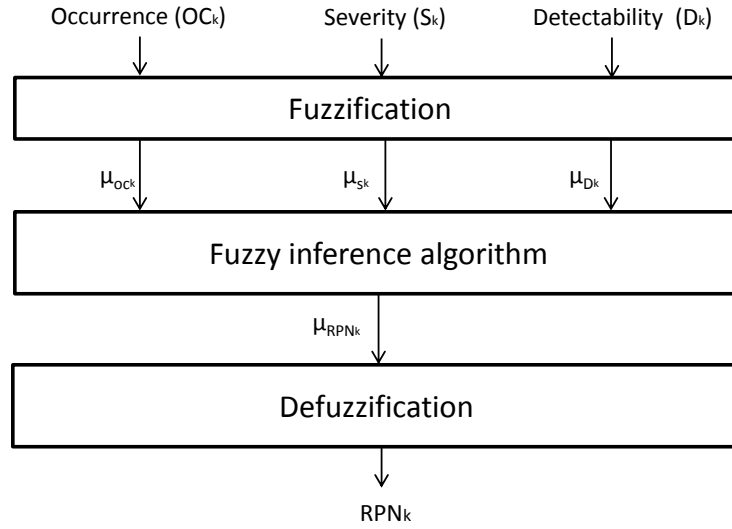 Occurrence (OCk) Severity (Sk) Detectability (Dk)
Fuzzification
μock μsk μDk
Fuzzy inference algorithm
μRPNk
Defuzzification
RPNk